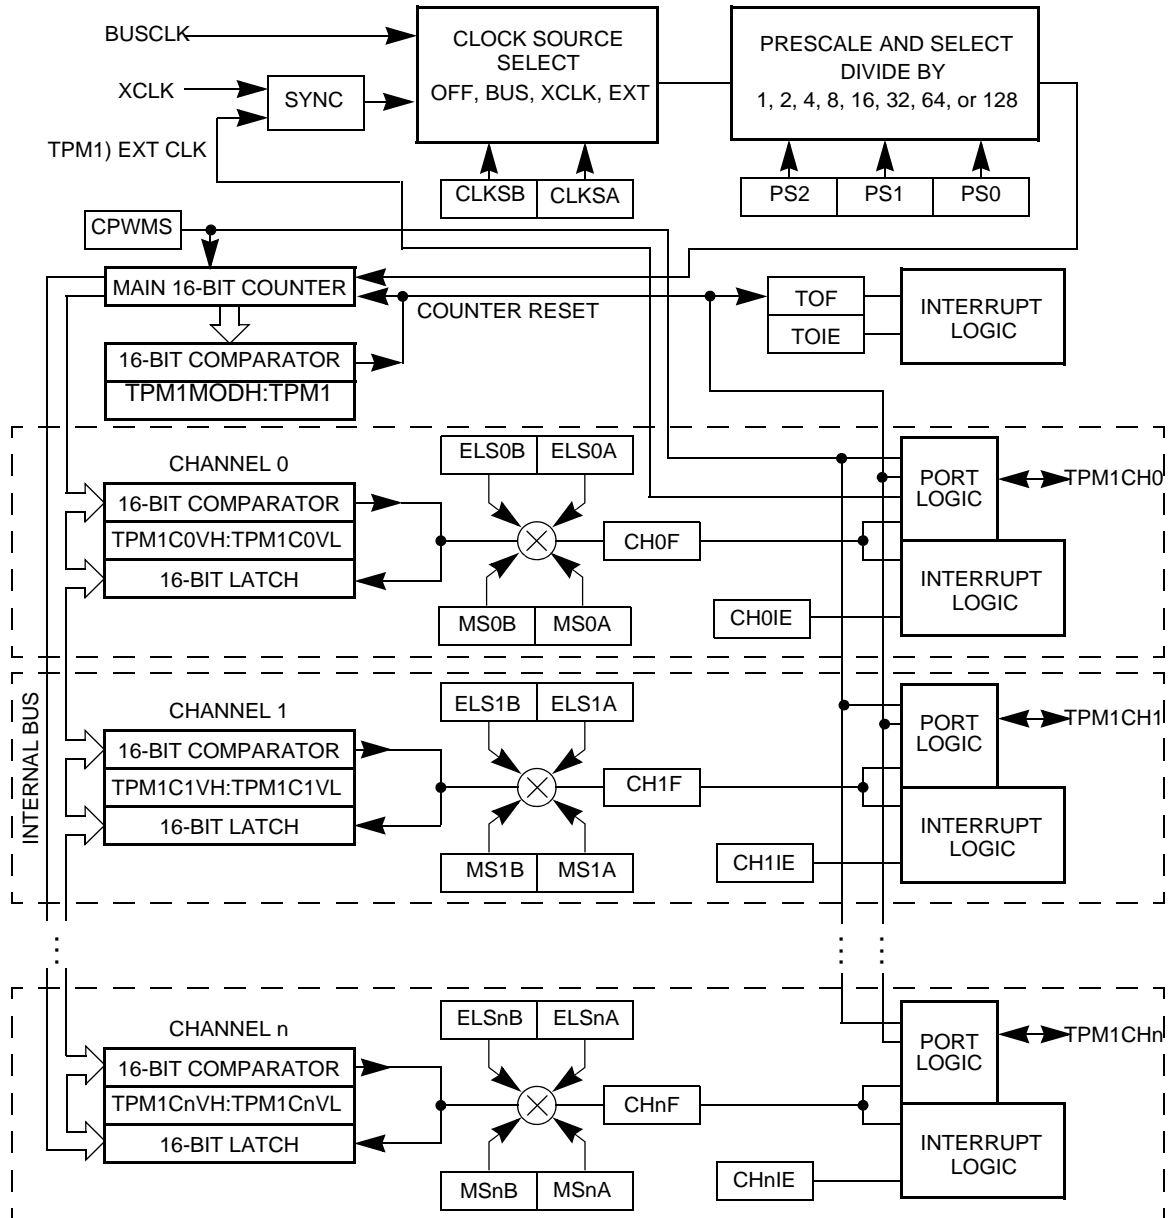 BUSCLK
XCLK
SYNC
TPM1) EXT CLK
CLOCK SOURCE
SELECT
OFF, BUS, XCLK, EXT
PRESCALE AND SELECT
DIVIDE BY
1, 2, 4, 8, 16, 32, 64, or 128
CLKSB
CLKSA
PS2
PS1
PS0
CPWMS
MAIN 16-BIT COUNTER
COUNTER RESET
16-BIT COMPARATOR
TPM1MODH:TPM1
TOF
TOIE
INTERRUPT
LOGIC
CHANNEL 0
16-BIT COMPARATOR
TPM1C0VH:TPM1C0VL
16-BIT LATCH
ELS0B
ELS0A
MS0B
MS0A
CH0F
CH0IE
PORT
LOGIC
TPM1CH0
INTERRUPT
LOGIC
INTERNAL BUS
CHANNEL 1
16-BIT COMPARATOR
TPM1C1VH:TPM1C1VL
16-BIT LATCH
ELS1B
ELS1A
MS1B
MS1A
CH1F
CH1IE
PORT
LOGIC
TPM1CH1
INTERRUPT
LOGIC
CHANNEL n
16-BIT COMPARATOR
TPM1CnVH:TPM1CnVL
16-BIT LATCH
ELSnB
ELSnA
MSnB
MSnA
CHnF
CHnIE
PORT
LOGIC
TPM1CHn
INTERRUPT
LOGIC